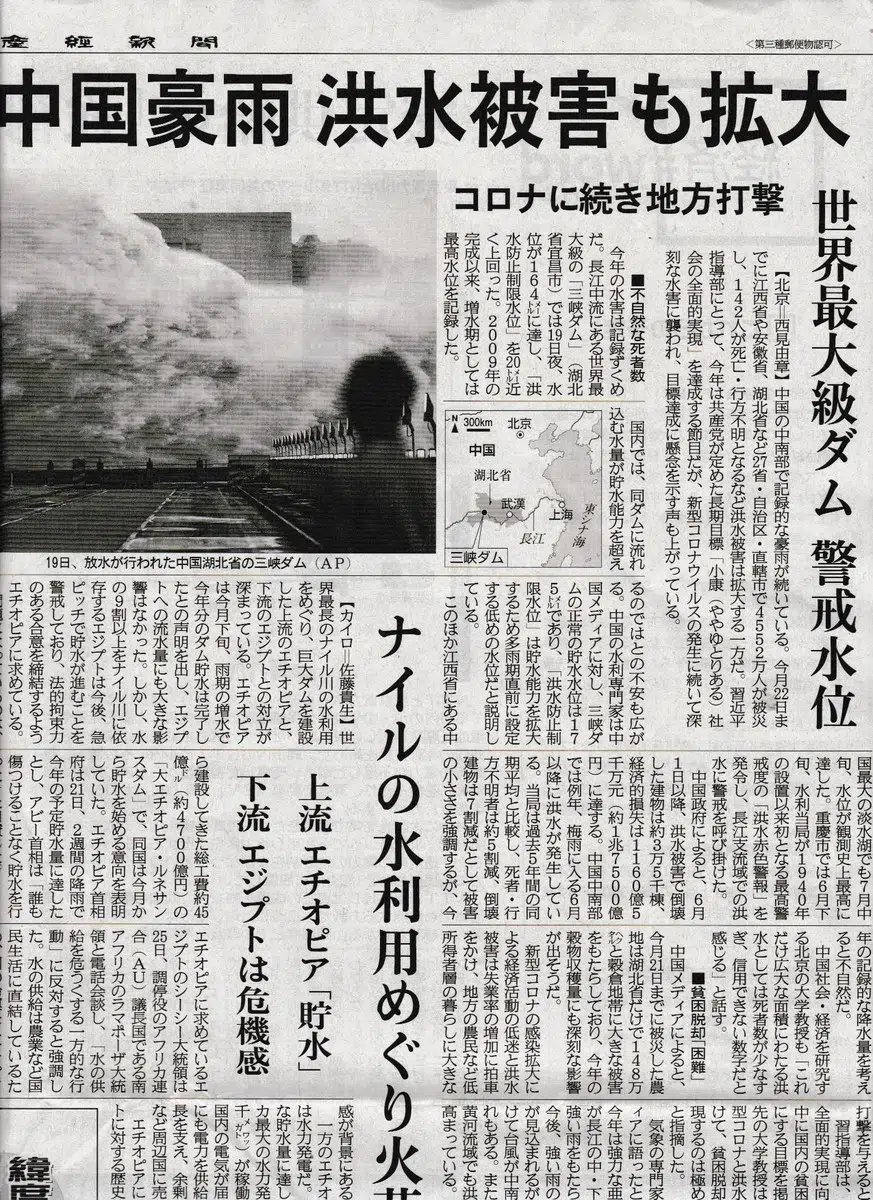 産經新聞
<第三種郵便物認可>
中国豪雨 洪水被害も拡大
コロナに続き地方打撃
世界最大級ダム 警戒水位
【北京=西見由章】中国の中南部で記録的な豪雨が続いている。今月22日ま
でに江西省や安徽省、湖北省など27省・自治区・直轄市で4552万人が被災
し、142人が死亡・行方不明となるなど洪水被害は拡大する一方だ。習近平
指導部にとって、今年は共産党が定めた長期目標「小康(ややゆとりある)社
会の全面的実現」を達成する節目だが、新型コロナウイルスの発生に続いて深
刻な水害に襲われ、目標達成に懸念を示す声も上がっている。
■不自然な死者数
今年の水害は記録ずくめ
だ。長江中流にある世界最
大級の「三峡ダム」(湖北
省宜昌市)では19日夜、水
位が164メートルに達し、「洪
水防止制限水位」を20メートル近
く上回った。2009年の
完成以来、増水期としては
最高水位を記録した。
国内では、同ダムに流れ
込む水量が貯水能力を超え
N
300km
北京
中国
湖北省
武漢
上海
長江
東シナ海
三峡ダム
19日、放水が行われた中国湖北省の三峡ダム(AP)
るのではとの不安も広が
る。中国の水利専門家は中
国メディアに対し、三峡ダ
ムの正常の貯水水位は17
5メートルであり、「洪水防止制
限水位」は貯水能力を拡大
するため多雨期直前に設定
する低めの水位だと説明し
ている。
このほか江西省にある中
国最大の淡水湖でも7月中
旬、水位が観測史上最高に
達した。重慶市では6月下
旬、水利当局が1940年
の設置以来初となる最高警
戒度の「洪水赤色警報」を
発令し、長江支流域での洪
水に警戒を呼び掛けた。
中国政府によると、6月
1日以降、洪水被害で倒壊
した建物は約3万5千棟、
経済的損失は1160億5
千万元(約1兆7500億
円)に達する。中国中南部
では例年、梅雨に入る6月
以降に洪水が発生してい
る。当局は過去5年間の同
期平均と比較し、死者・行
方不明者は約5割減、倒壊
建物は7割減だとして被害
の小ささを強調するが、今
年の記録的な降水量を考え
ると不自然だ。
中国社会・経済を研究す
る北京の大学教授も「これ
だけ広大な面積にわたる洪
水としては死者数が少なす
ぎ、信用できない数字だと
感じる」と話す。
■貧困脱却「困難」
中国メディアによると、
今月21日までに被災した農
地は湖北省だけで148万
ヘクタールと穀倉地帯に大きな被害
をもたらしており、今年の
穀物収穫量にも深刻な影響
が出そうだ。
新型コロナの感染拡大に
よる経済活動の低迷と洪水
被害は失業率の増加に拍車
をかけ、地方の農民など低
所得者層の暮らしに大きな
打撃を与えると
習指導部は、
全面的実現に
中に国内の貧困
にする目標を掲
先の大学教授は
型コロナと洪
けて、貧困脱却
現するのは極め
と指摘した。
気象の専門家
ィアに語ったと
今年は強力な亜
が長江の中・下
強い雨をもたら
今後、強い雨の
が見込まれるが
けて台風が中南
れもある。また
黄河流域でも洪
高まっている。
ナイルの水利用めぐり火花
上流 エチオピア「貯水」
下流 エジプトは危機感
【カイロ=佐藤貴生】世
界最長のナイル川の水利用
をめぐり、巨大ダムを建設
した上流のエチオピアと、
下流のエジプトとの対立が
深まっている。エチオピア
は今月下旬、雨期の増水で
今年分のダム貯水は完了し
たとの声明を出し、エジプ
トへの流水量にも大きな影
響はなかった。しかし、水
の9割以上をナイル川に依
存するエジプトは今後、急
ピッチで貯水が進むことを
警戒しており、法的拘束力
のある合意を締結するよう
エチオピアに求めている。
ら建設してきた総工費約45
億ドル(約4700億円)の
「大エチオピア・ルネサン
スダム」で、同国は今月か
ら貯水を始める意向を表明
していた。エチオピア首相
府は21日、2週間の降雨で
今年の予定貯水量に達した
とし、アビー首相は「誰も
傷つけることなく貯水を行
エチオピアに求めているエ
ジプトのシーシー大統領は
25日、調停役のアフリカ連
合(AU)議長国である南
アフリカのラマポーザ大統
領と電話会談し、「水の供
給を危うくする一方的な行
動」に反対すると強調し
た。水の供給は農業など国
民生活に直結しているた
感が背景にある
一方のエチオ
は水力発電だ。
な貯水量に達し
カ最大の水力発
千メガワットが稼働
国内の電気が届
にも電力を供給
長を支え、余剰
など周辺国に売
エチオピアに
トに対する歴史
緯度